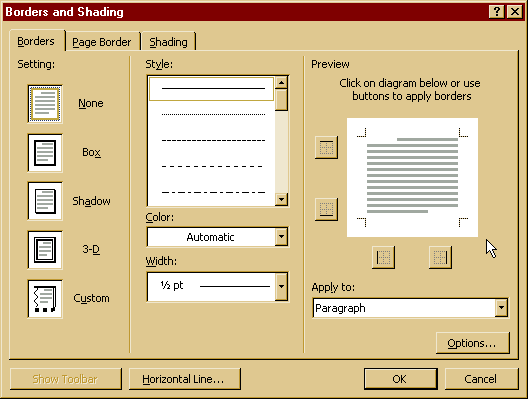 Borders and Shading
Borders
Page Border
Shading
Setting:
None
Box
Shadow
3-D
Custom
Style:
Color:
Automatic
Width:
½ pt
Preview
Click on diagram below or use
buttons to apply borders
Apply to:
Paragraph
Options...
Show Toolbar
Horizontal Line...
OK
Cancel